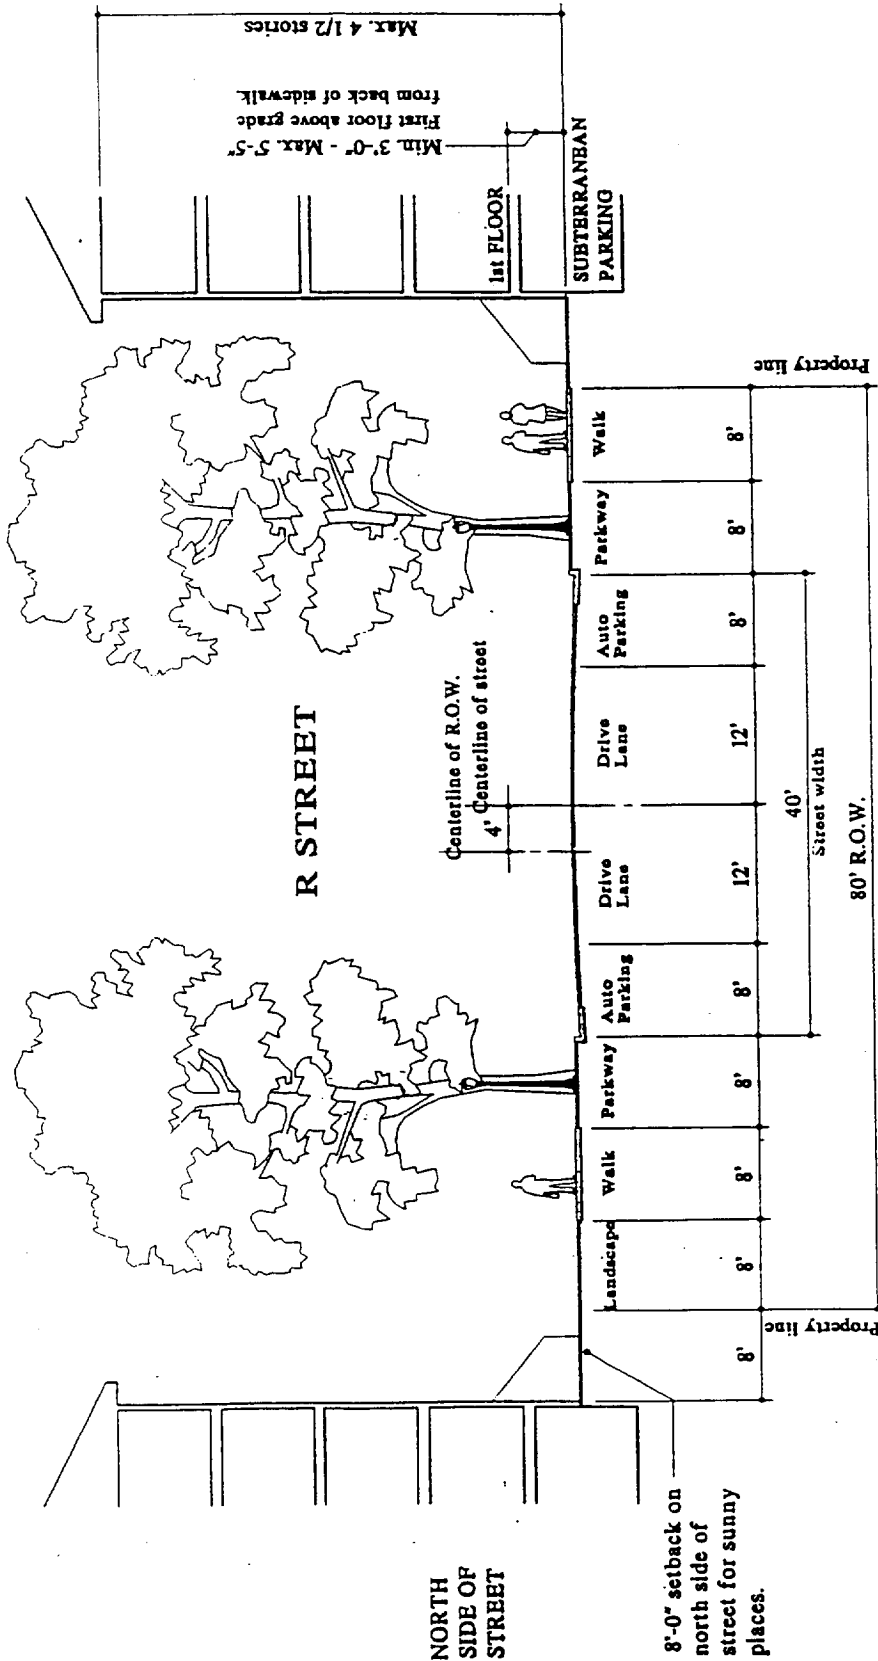 Max. 4 1/2 stories
Min. 3'-0" - Max. 5'-5"
First floor above grade
from back of sidewalk.
1st FLOOR
SUBTERRANEAN
PARKING
R STREET
Centerline of R.O.W.
4' Centerline of street
NORTH
SIDE OF
STREET
8'-0" setback on
north side of
street for sunny
places.
Landscape
Walk
Parkway
Auto
Parking
Drive
Lane
Drive
Lane
Auto
Parking
Parkway
Walk
8'
8'
8'
8'
8'
12'
12'
8'
8'
8'
Property line
Property line
40'
Street width
80' R.O.W.